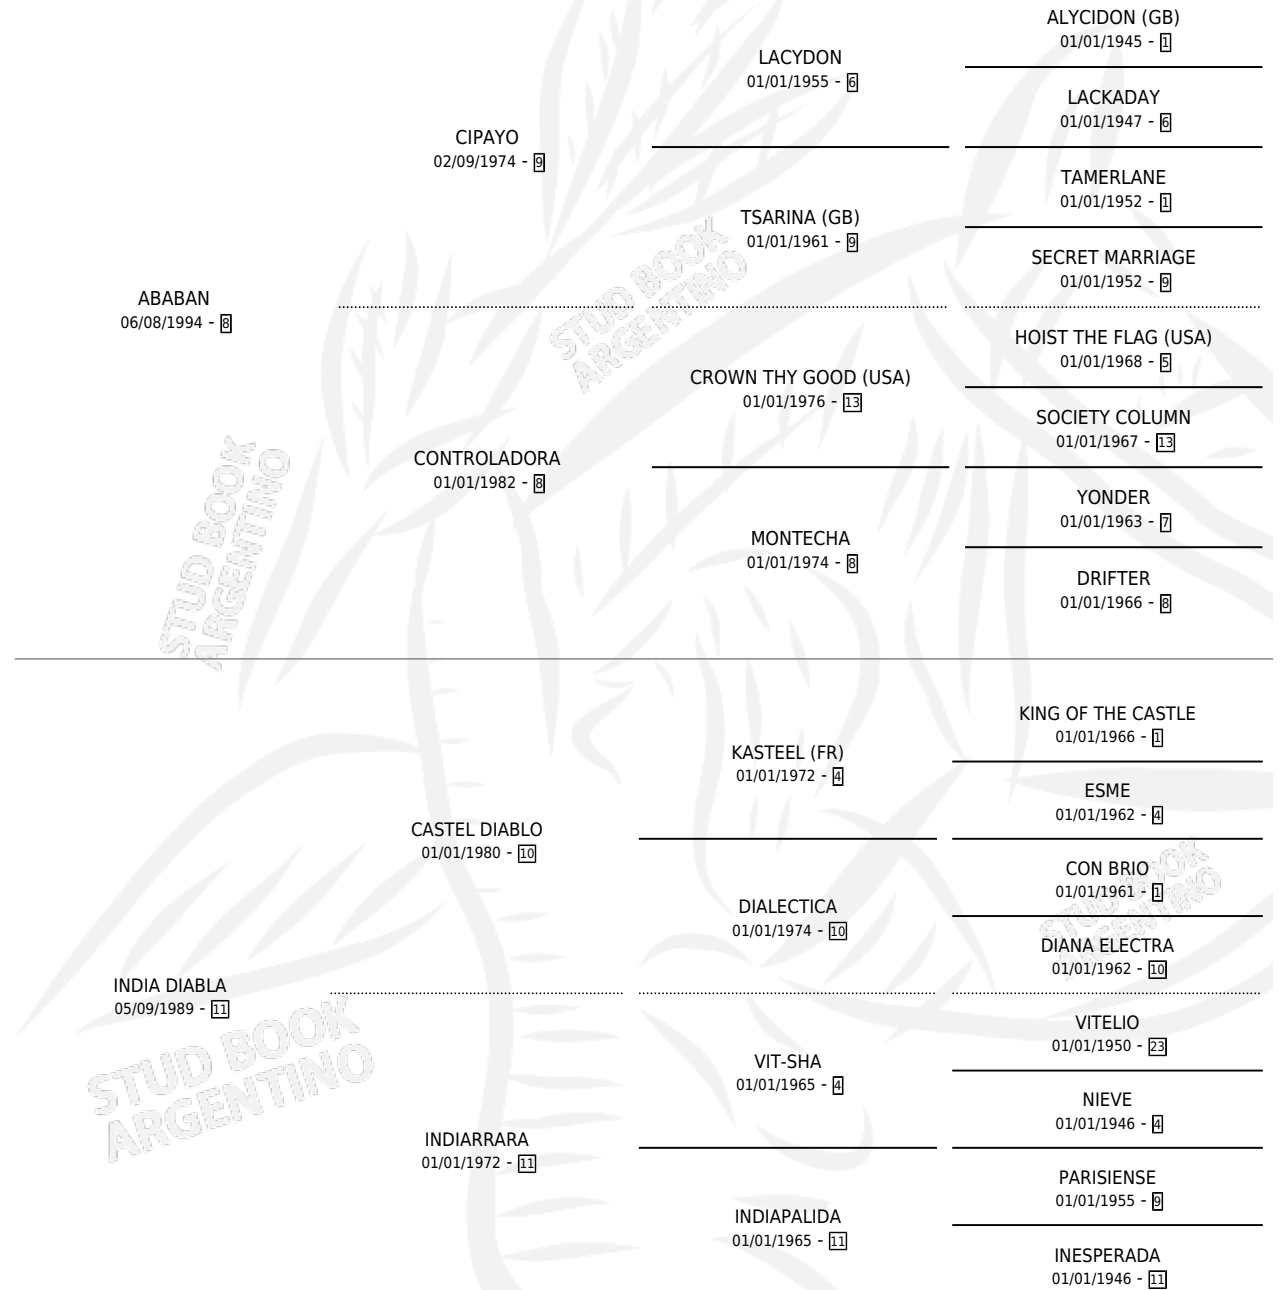 ALYCIDON (GB)
01/01/1945 - 1
LACYDON
01/01/1955 - 6
LACKADAY
01/01/1947 - 6
CIPAYO
02/09/1974 - 9
TAMERLANE
01/01/1952 - 1
TSARINA (GB)
01/01/1961 - 9
SECRET MARRIAGE
01/01/1952 - 9
ABABAN
06/08/1994 - 8
HOIST THE FLAG (USA)
01/01/1968 - 5
CROWN THY GOOD (USA)
01/01/1976 - 13
SOCIETY COLUMN
01/01/1967 - 13
CONTROLADORA
01/01/1982 - 8
YONDER
01/01/1963 - 7
MONTECHA
01/01/1974 - 8
DRIFTER
01/01/1966 - 8
KING OF THE CASTLE
01/01/1966 - 1
KASTEEL (FR)
01/01/1972 - 4
ESME
01/01/1962 - 4
CASTEL DIABLO
01/01/1980 - 10
CON BRIO
01/01/1961 - 1
DIALECTICA
01/01/1974 - 10
DIANA ELECTRA
01/01/1962 - 10
INDIA DIABLA
05/09/1989 - 11
VITELIO
01/01/1950 - 23
VIT-SHA
01/01/1965 - 4
NIEVE
01/01/1946 - 4
INDIARRARA
01/01/1972 - 11
PARISIENSE
01/01/1955 - 9
INDIAPALIDA
01/01/1965 - 11
INESPERADA
01/01/1946 - 11
STUD BOOK
ARGENTINO
STUD BOOK
ARGENTINO
STUD BOOK
ARGENTINO
STUD BOOK
ARGENTINO